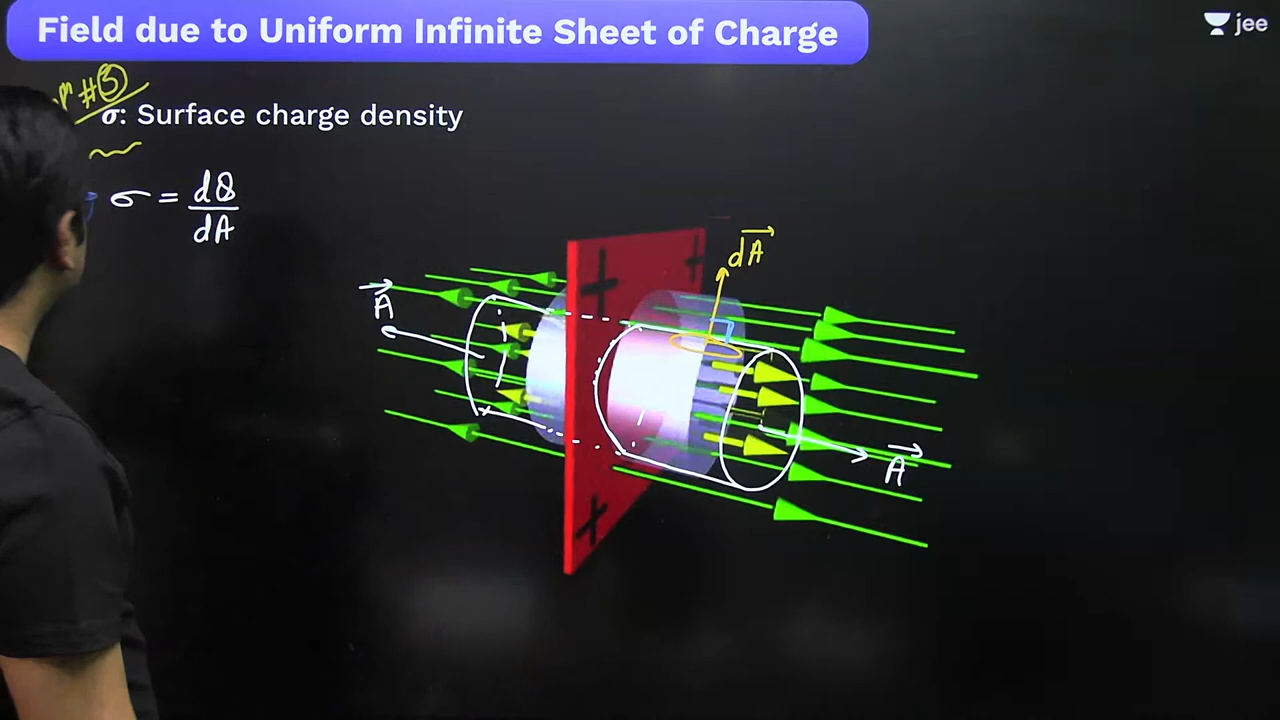 Field due to Uniform Infinite Sheet of Charge
jee
#3
σ: Surface charge density
σ = dQ/dA
dA⃗
A⃗
A⃗